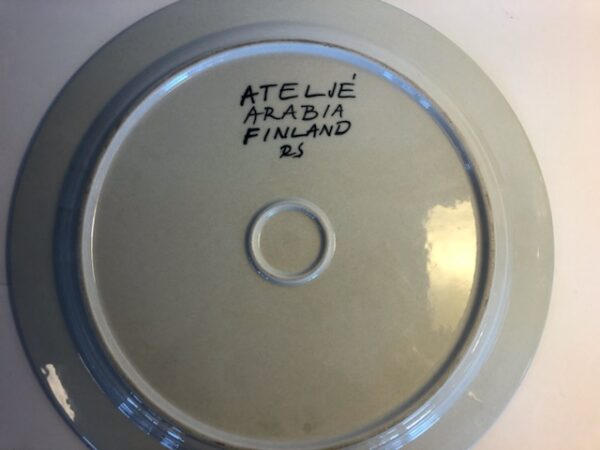 ATELJÉ
ARABIA
FINLAND
RS